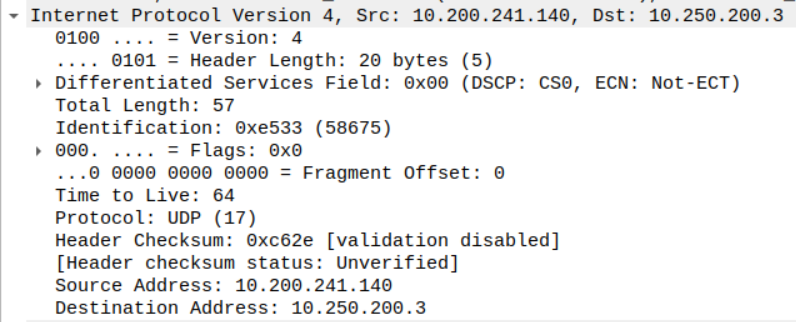 Internet Protocol Version 4, Src: 10.200.241.140, Dst: 10.250.200.3
0100 .... = Version: 4
.... 0101 = Header Length: 20 bytes (5)
Differentiated Services Field: 0x00 (DSCP: CS0, ECN: Not-ECT)
Total Length: 57
Identification: 0xe533 (58675)
000. .... = Flags: 0x0
...0 0000 0000 0000 = Fragment Offset: 0
Time to Live: 64
Protocol: UDP (17)
Header Checksum: 0xc62e [validation disabled]
[Header checksum status: Unverified]
Source Address: 10.200.241.140
Destination Address: 10.250.200.3